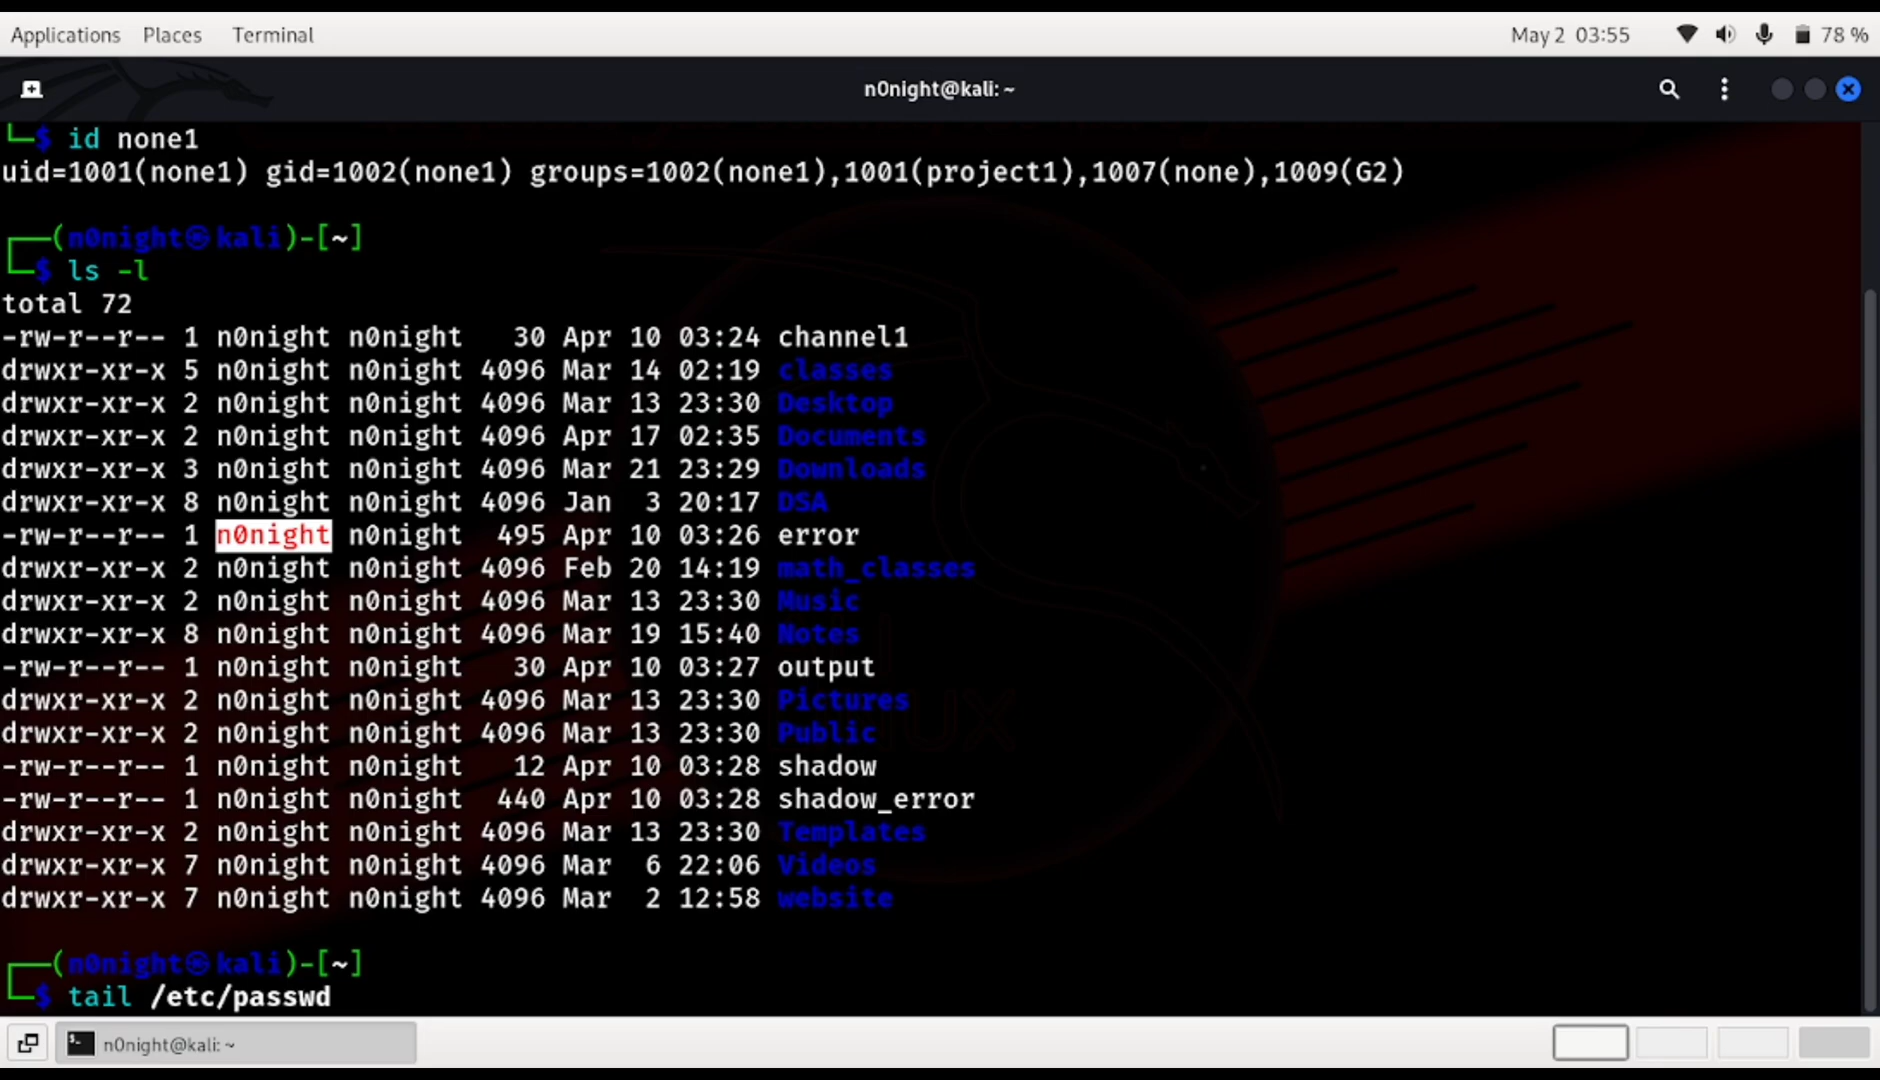 Applications Places Terminal May 2 03:55 78 %
n0night@kali: ~
└─$ id none1
uid=1001(none1) gid=1002(none1) groups=1002(none1),1001(project1),1007(none),1009(G2)
┌──(n0night㉿kali)-[~]
└─$ ls -l
total 72
-rw-r--r-- 1 n0night n0night   30 Apr 10 03:24 channel1
drwxr-xr-x 5 n0night n0night 4096 Mar 14 02:19 classes
drwxr-xr-x 2 n0night n0night 4096 Mar 13 23:30 Desktop
drwxr-xr-x 2 n0night n0night 4096 Apr 17 02:35 Documents
drwxr-xr-x 3 n0night n0night 4096 Mar 21 23:29 Downloads
drwxr-xr-x 8 n0night n0night 4096 Jan  3 20:17 DSA
-rw-r--r-- 1 n0night n0night  495 Apr 10 03:26 error
drwxr-xr-x 2 n0night n0night 4096 Feb 20 14:19 math_classes
drwxr-xr-x 2 n0night n0night 4096 Mar 13 23:30 Music
drwxr-xr-x 8 n0night n0night 4096 Mar 19 15:40 Notes
-rw-r--r-- 1 n0night n0night   30 Apr 10 03:27 output
drwxr-xr-x 2 n0night n0night 4096 Mar 13 23:30 Pictures
drwxr-xr-x 2 n0night n0night 4096 Mar 13 23:30 Public
-rw-r--r-- 1 n0night n0night   12 Apr 10 03:28 shadow
-rw-r--r-- 1 n0night n0night  440 Apr 10 03:28 shadow_error
drwxr-xr-x 2 n0night n0night 4096 Mar 13 23:30 Templates
drwxr-xr-x 7 n0night n0night 4096 Mar  6 22:06 Videos
drwxr-xr-x 7 n0night n0night 4096 Mar  2 12:58 website
┌──(n0night㉿kali)-[~]
└─$ tail /etc/passwd
n0night@kali: ~